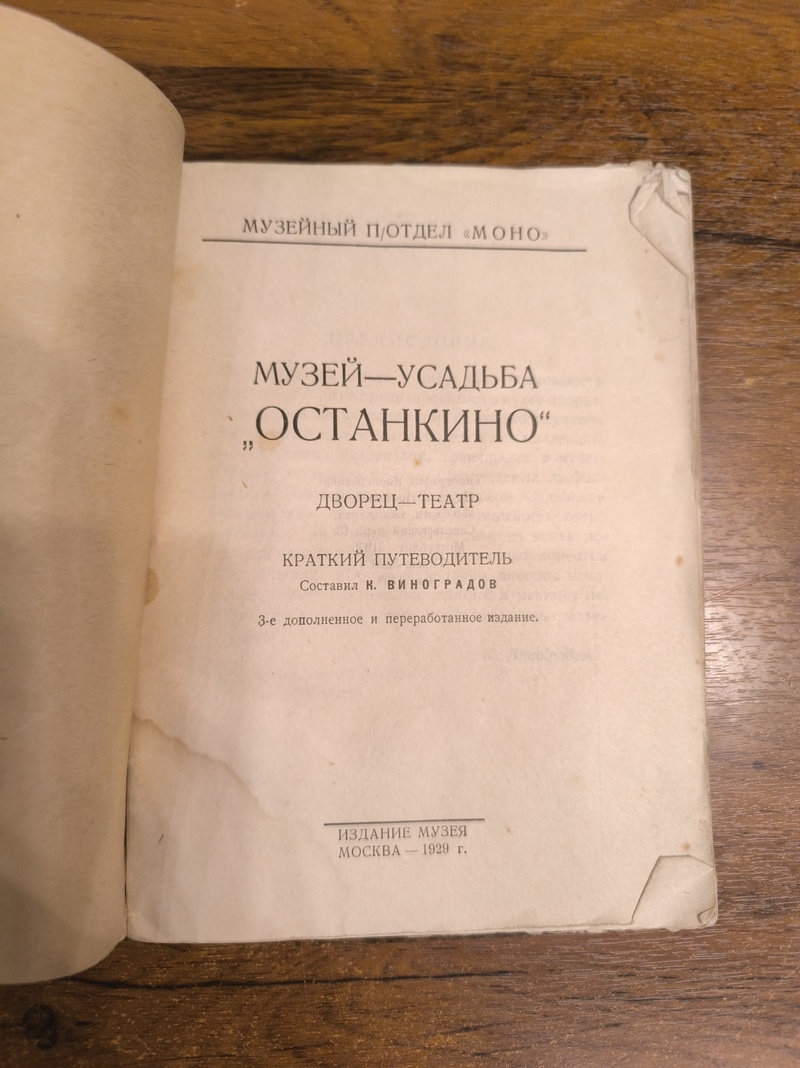 МУЗЕЙНЫЙ П/ОТДЕЛ «МОНО»
МУЗЕЙ—УСАДЬБА
„ОСТАНКИНО“
ДВОРЕЦ—ТЕАТР
КРАТКИЙ ПУТЕВОДИТЕЛЬ
Составил К. ВИНОГРАДОВ
3-е дополненное и переработанное издание.
ИЗДАНИЕ МУЗЕЯ
МОСКВА — 1929 г.